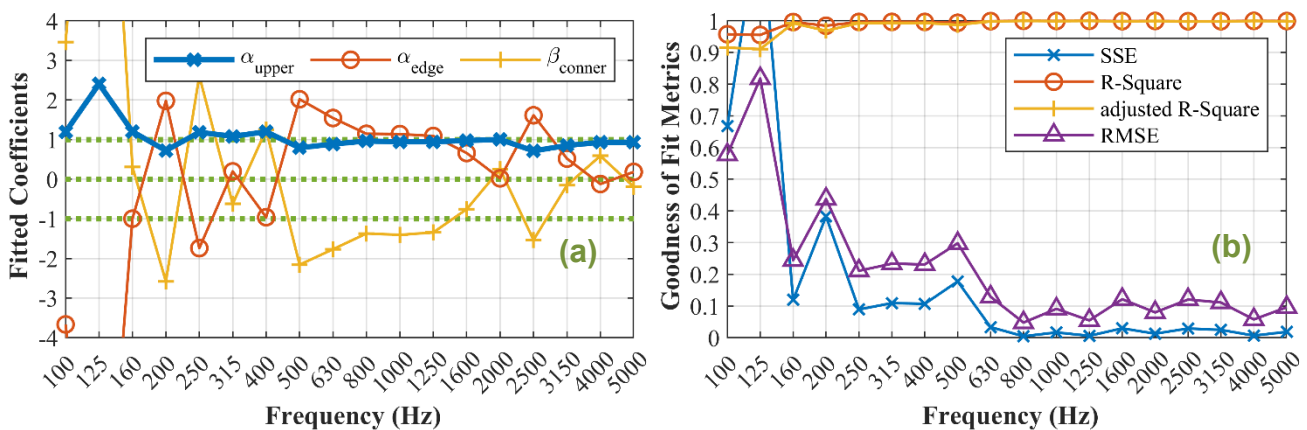 4
3
2
1
0
-1
-2
-3
-4
Fitted Coefficients
α_upper
α_edge
β_conner
(a)
100 125 160 200 250 315 400 500 630 800 1000 1250 1600 2000 2500 3150 4000 5000
Frequency (Hz)
1
0.9
0.8
0.7
0.6
0.5
0.4
0.3
0.2
0.1
0
Goodness of Fit Metrics
SSE
R-Square
adjusted R-Square
RMSE
(b)
100 125 160 200 250 315 400 500 630 800 1000 1250 1600 2000 2500 3150 4000 5000
Frequency (Hz)